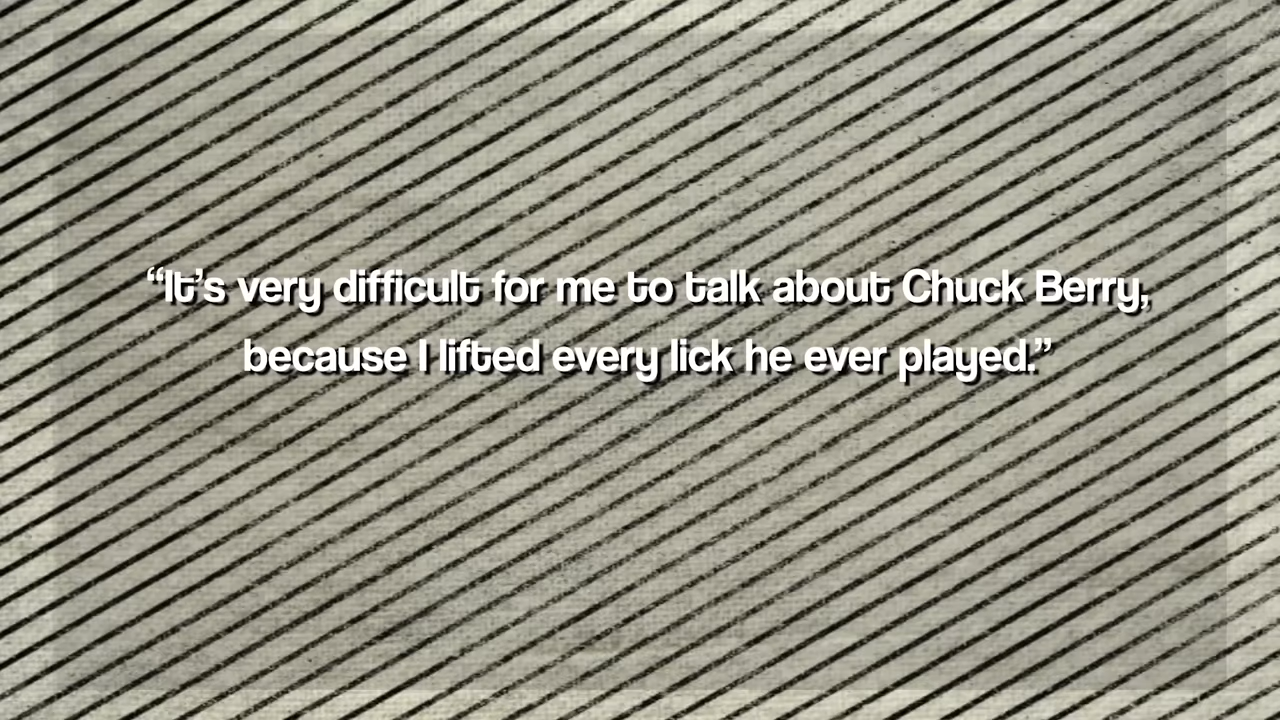 “It’s very difficult for me to talk about Chuck Berry,
because I lifted every lick he ever played.”